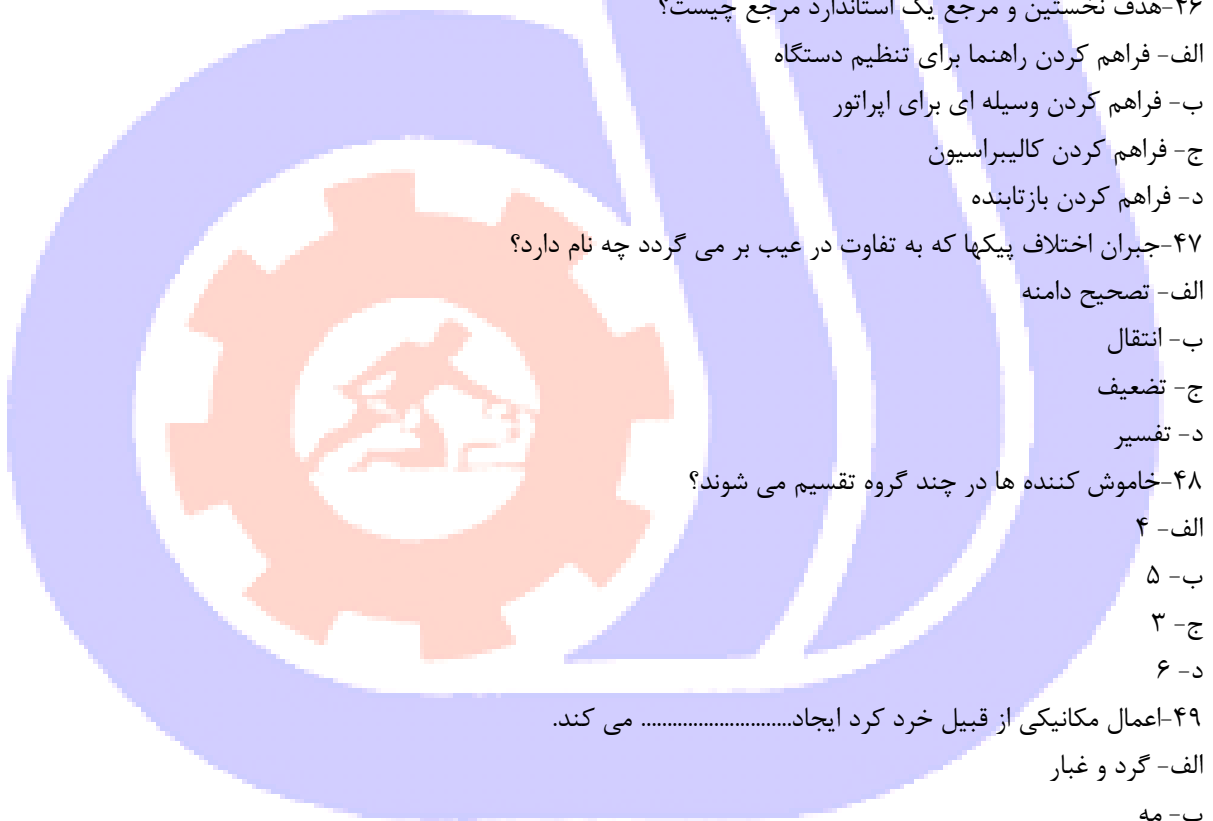 ۴۶-هدف نخستین و مرجع یک استاندارد مرجع چیست؟
الف- فراهم کردن راهنما برای تنظیم دستگاه
ب- فراهم کردن وسیله ای برای اپراتور
ج- فراهم کردن کالیبراسیون
د- فراهم کردن بازتابنده
۴۷-جبران اختلاف پیکها که به تفاوت در عیب بر می گردد چه نام دارد؟
الف- تصحیح دامنه
ب- انتقال
ج- تضعیف
د- تفسیر
۴۸-خاموش کننده ها در چند گروه تقسیم می شوند؟
الف- ۴
ب- ۵
ج- ۳
د- ۶
۴۹-اعمال مکانیکی از قبیل خرد کرد ایجاد............................. می کند.
الف- گرد و غبار
ب- مه